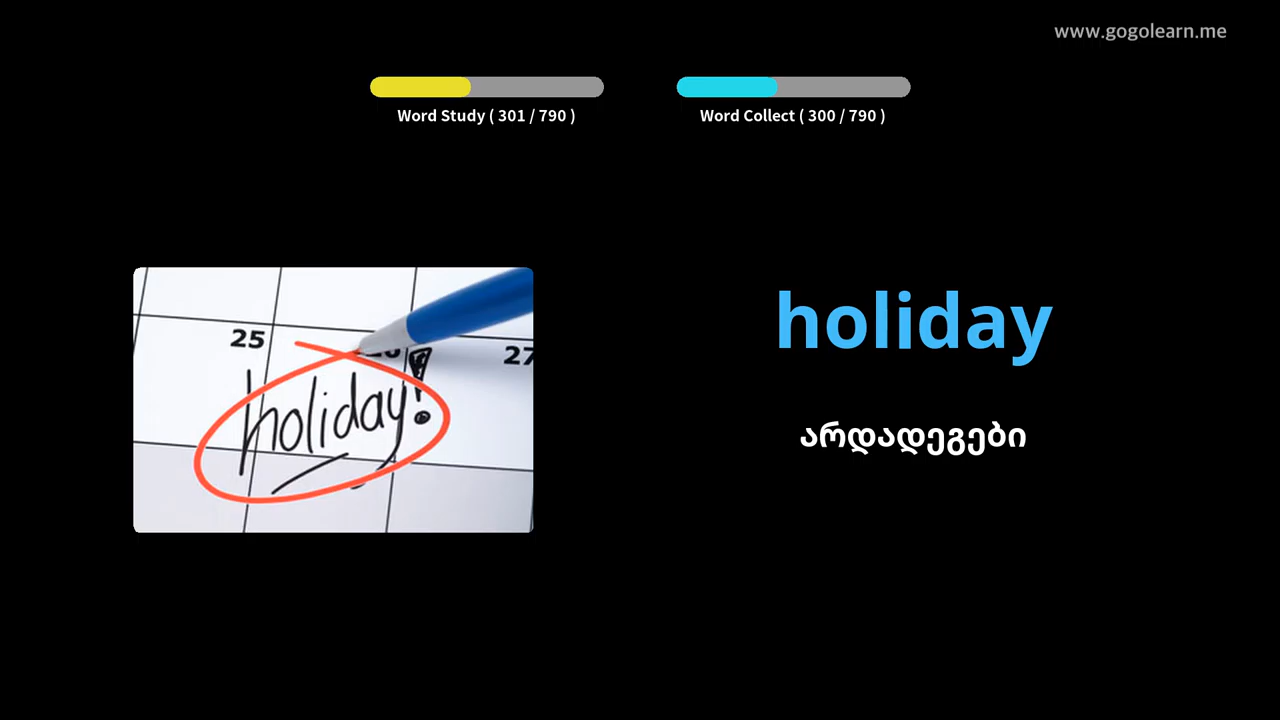 www.gogolearn.me
Word Study ( 301 / 790 )
Word Collect ( 300 / 790 )
25
27
holiday!
holiday
არდადეგები